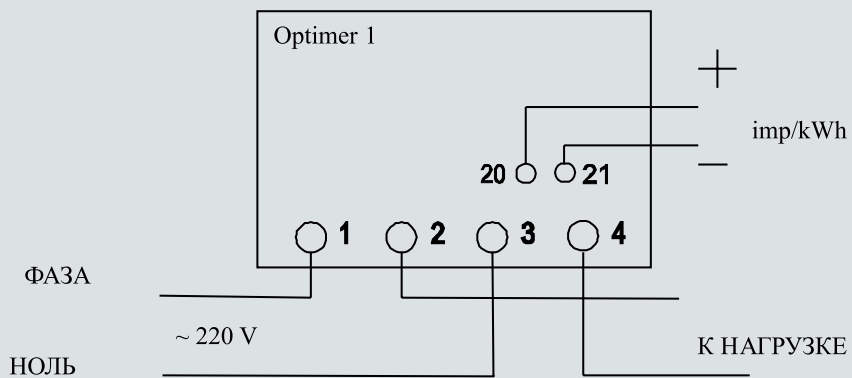 Optimer 1
+
imp/kWh
–
20 21
1 2 3 4
ФАЗА
~ 220 V
К НАГРУЗКЕ
НОЛЬ